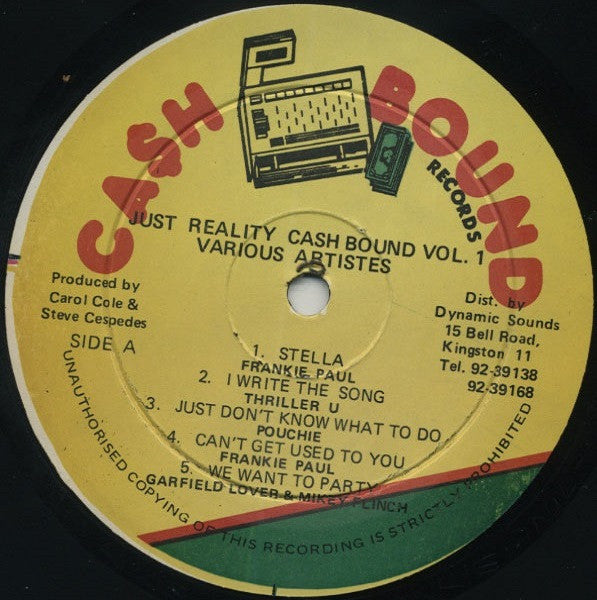 CA$H BOUND
RECORDS
JUST REALITY CASH BOUND VOL. 1
VARIOUS ARTISTES
Produced by
Carol Cole &
Steve Cespedes
SIDE A
Dist. by
Dynamic Sounds
15 Bell Road,
Kingston 11
Tel. 92-39138
92-39168
1. STELLA
FRANKIE PAUL
2. I WRITE THE SONG
THRILLER U
3. JUST DON'T KNOW WHAT TO DO
POUCHIE
4. CAN'T GET USED TO YOU
FRANKIE PAUL
5. WE WANT TO PARTY
GARFIELD LOVER & MIKEY FLINCH
UNAUTHORISED COPYING OF THIS RECORDING IS STRICTLY PROHIBITED